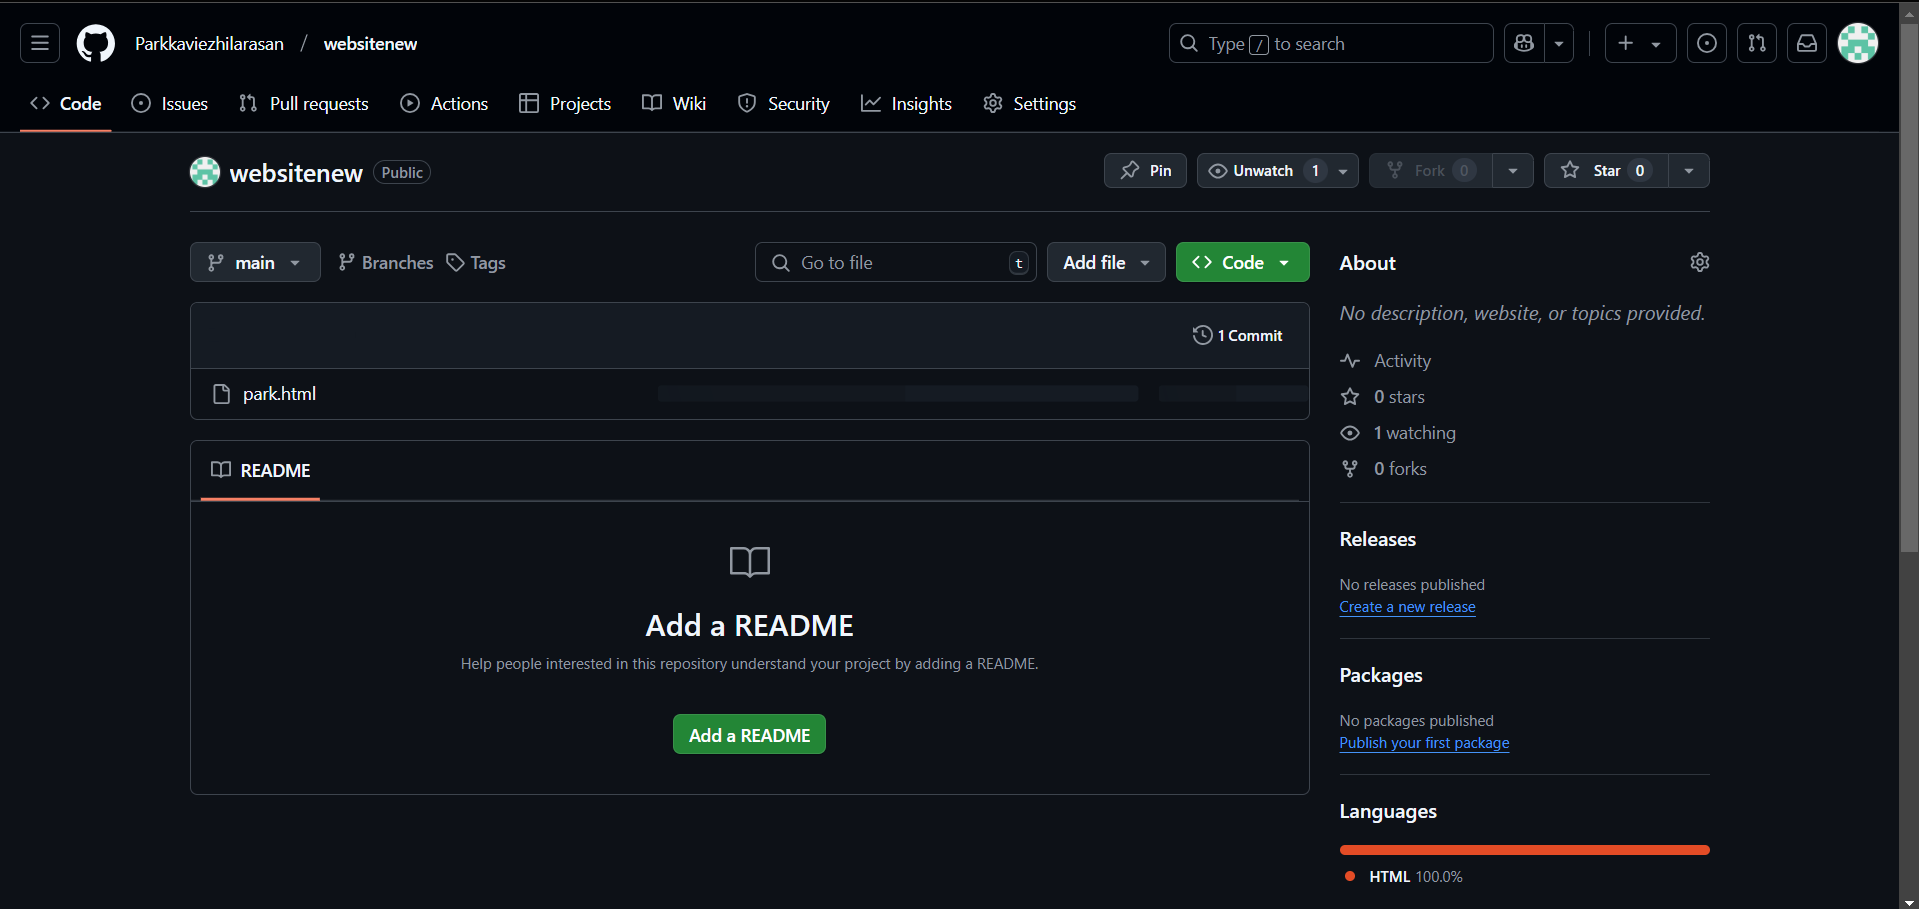 Parkkaviezhilarasan / websitenew
Type / to search
Code Issues Pull requests Actions Projects Wiki Security Insights Settings
websitenew Public
Pin Unwatch 1 Fork 0 Star 0
main Branches Tags Go to file t Add file Code
1 Commit
park.html
README
Add a README
Help people interested in this repository understand your project by adding a README.
Add a README
About
No description, website, or topics provided.
Activity
0 stars
1 watching
0 forks
Releases
No releases published
Create a new release
Packages
No packages published
Publish your first package
Languages
HTML 100.0%